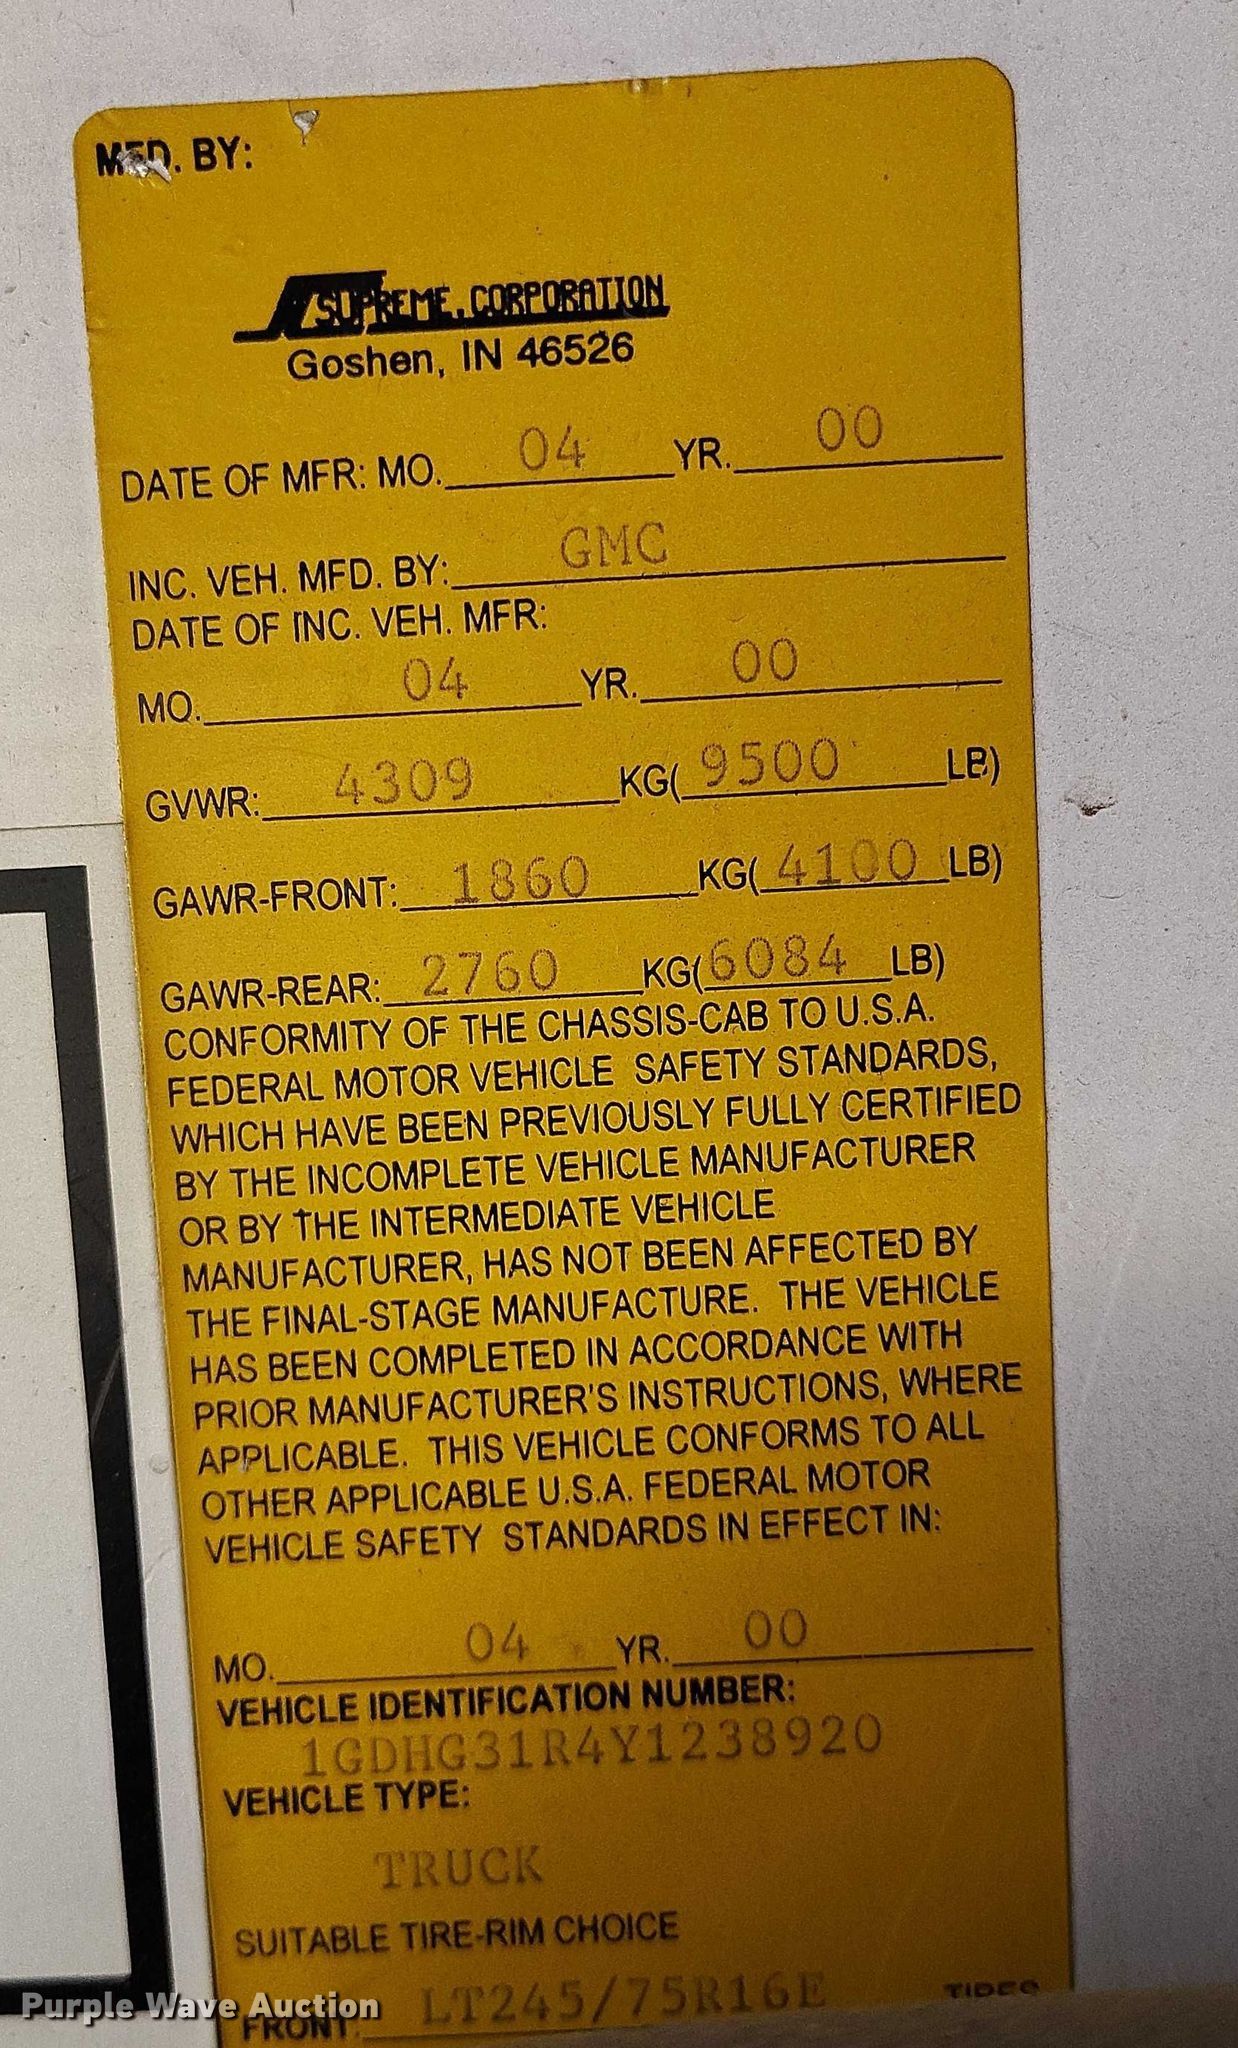 MFD. BY:
SUPREME CORPORATION
Goshen, IN 46526
DATE OF MFR: MO. 04 YR. 00
INC. VEH. MFD. BY: GMC
DATE OF INC. VEH. MFR:
MO. 04 YR. 00
GVWR: 4309 KG( 9500 LB)
GAWR-FRONT: 1860 KG( 4100 LB)
GAWR-REAR: 2760 KG( 6084 LB)
CONFORMITY OF THE CHASSIS-CAB TO U.S.A.
FEDERAL MOTOR VEHICLE SAFETY STANDARDS,
WHICH HAVE BEEN PREVIOUSLY FULLY CERTIFIED
BY THE INCOMPLETE VEHICLE MANUFACTURER
OR BY THE INTERMEDIATE VEHICLE
MANUFACTURER, HAS NOT BEEN AFFECTED BY
THE FINAL-STAGE MANUFACTURE. THE VEHICLE
HAS BEEN COMPLETED IN ACCORDANCE WITH
PRIOR MANUFACTURER'S INSTRUCTIONS, WHERE
APPLICABLE. THIS VEHICLE CONFORMS TO ALL
OTHER APPLICABLE U.S.A. FEDERAL MOTOR
VEHICLE SAFETY STANDARDS IN EFFECT IN:
MO. 04 YR. 00
VEHICLE IDENTIFICATION NUMBER:
1GDHG31R4Y1238920
VEHICLE TYPE:
TRUCK
SUITABLE TIRE-RIM CHOICE
FRONT: LT245/75R16E TIRES
Purple Wave Auction